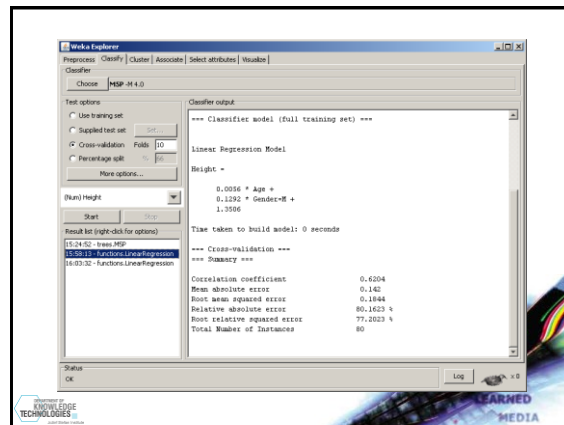 Weka Explorer
Preprocess Classify Cluster Associate Select attributes Visualize
Classifier
Choose M5P -M 4.0
Test options
Use training set
Supplied test set Set...
Cross-validation Folds 10
Percentage split % 66
More options...
(Num) Height
Start Stop
Result list (right-click for options)
15:24:52 - trees.M5P
15:58:13 - functions.LinearRegression
16:03:32 - functions.LinearRegression
Classifier output
=== Classifier model (full training set) ===
Linear Regression Model
Height =
0.0056 * Age +
0.1292 * Gender=M +
1.3506
Time taken to build model: 0 seconds
=== Cross-validation ===
=== Summary ===
Correlation coefficient 0.6204
Mean absolute error 0.142
Root mean squared error 0.1844
Relative absolute error 80.1623 %
Root relative squared error 77.2023 %
Total Number of Instances 80
Status
OK
Log x 0
DEPARTMENT OF
KNOWLEDGE
TECHNOLOGIES
LEARNED
MEDIA